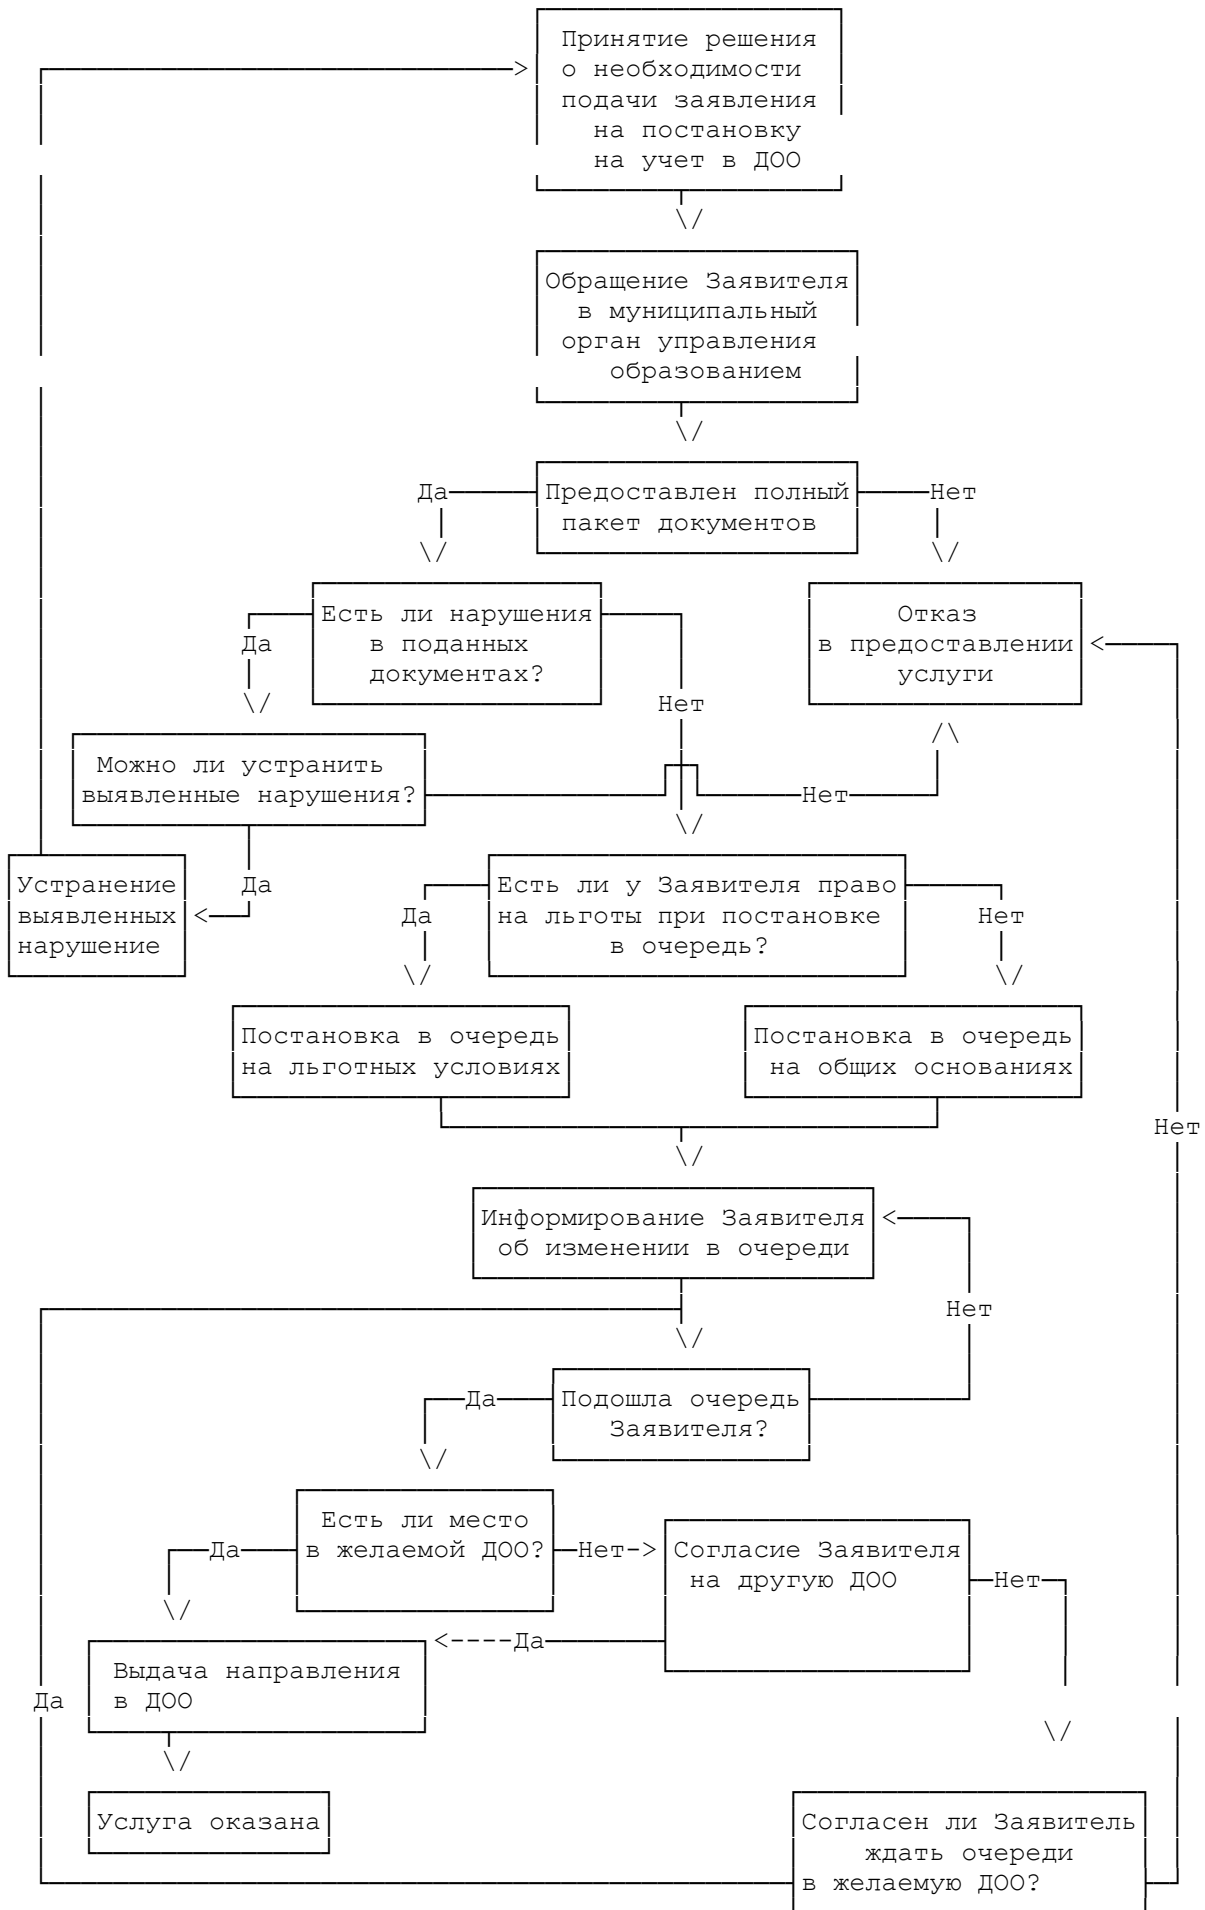 Принятие решения
о необходимости
подачи заявления
на постановку
на учет в ДОО
Обращение Заявителя
в муниципальный
орган управления
образованием
Да
Предоставлен полный
пакет документов
Нет
Есть ли нарушения
в поданных
документах?
Да
Нет
Отказ
в предоставлении
услуги
Можно ли устранить
выявленные нарушения?
Нет
Да
Устранение
выявленных
нарушение
Есть ли у Заявителя право
на льготы при постановке
в очередь?
Да
Нет
Постановка в очередь
на льготных условиях
Постановка в очередь
на общих основаниях
Нет
Информирование Заявителя
об изменении в очереди
Нет
Да
Подошла очередь
Заявителя?
Есть ли место
в желаемой ДОО?
Да
Нет->
Согласие Заявителя
на другую ДОО
Нет
<----Да
Выдача направления
в ДОО
Да
Услуга оказана
Согласен ли Заявитель
ждать очереди
в желаемую ДОО?